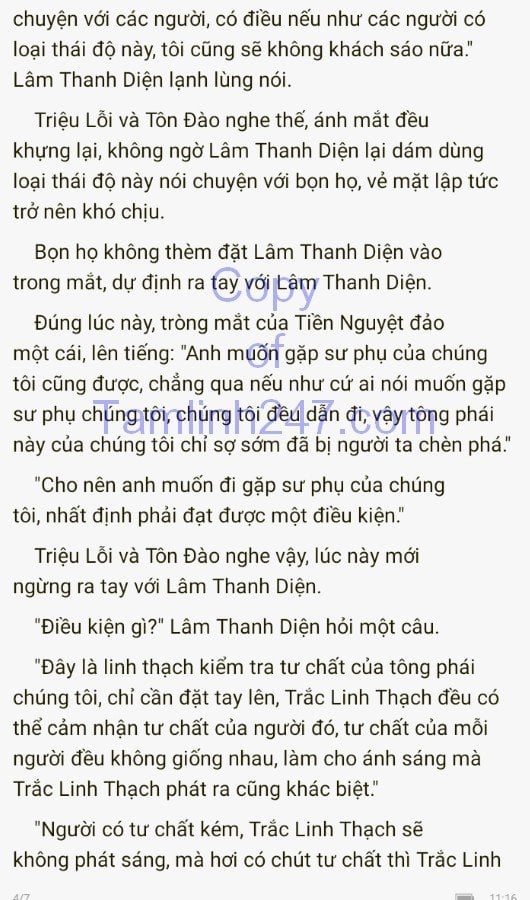 chuyện với các người, có điều nếu như các người có
loại thái độ này, tôi cũng sẽ không khách sáo nữa."
Lâm Thanh Diện lạnh lùng nói.
Triệu Lỗi và Tôn Đào nghe thế, ánh mắt đều
khựng lại, không ngờ Lâm Thanh Diện lại dám dùng
loại thái độ này nói chuyện với bọn họ, vẻ mặt lập tức
trở nên khó chịu.
Bọn họ không thèm đặt Lâm Thanh Diện vào
trong mắt, dự định ra tay với Lâm Thanh Diện.
Copy
Đúng lúc này, tròng mắt của Tiền Nguyệt đảo
một cái, lên tiếng: "Anh muốn gặp sư phụ của chúng
of
tôi cũng được, chẳng qua nếu như cứ ai nói muốn gặp
sư phụ chúng tôi, chúng tôi đều dẫn đi, vậy tông phái
Tamlinh247.com
này của chúng tôi chỉ sợ sớm đã bị người ta chèn phá."
"Cho nên anh muốn đi gặp sư phụ của chúng
tôi, nhất định phải đạt được một điều kiện."
Triệu Lỗi và Tôn Đào nghe vậy, lúc này mới
ngừng ra tay với Lâm Thanh Diện.
"Điều kiện gì?" Lâm Thanh Diện hỏi một câu.
"Đây là linh thạch kiểm tra tư chất của tông phái
chúng tôi, chỉ cần đặt tay lên, Trắc Linh Thạch đều có
thể cảm nhận tư chất của người đó, tư chất của mỗi
người đều không giống nhau, làm cho ánh sáng mà
Trắc Linh Thạch phát ra cũng khác biệt."
"Người có tư chất kém, Trắc Linh Thạch sẽ
không phát sáng, mà hơi có chút tư chất thì Trắc Linh
4/7
11:16